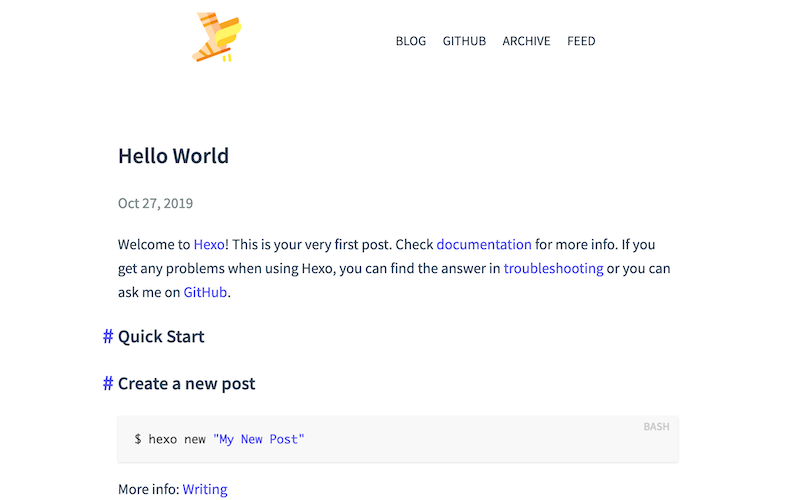 BLOG GITHUB ARCHIVE FEED
Hello World
Oct 27, 2019
Welcome to Hexo! This is your very first post. Check documentation for more info. If you
get any problems when using Hexo, you can find the answer in troubleshooting or you can
ask me on GitHub.
# Quick Start
# Create a new post
BASH
$ hexo new "My New Post"
More info: Writing